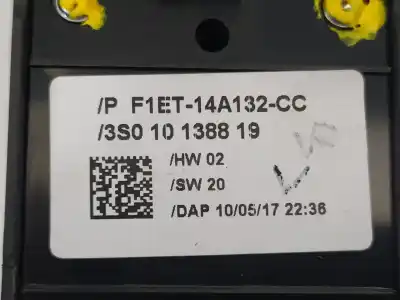 /P F1ET-14A132-CC
/3S0 10 1388 19
/HW 02
/SW 20
/DAP 10/05/17 22:36